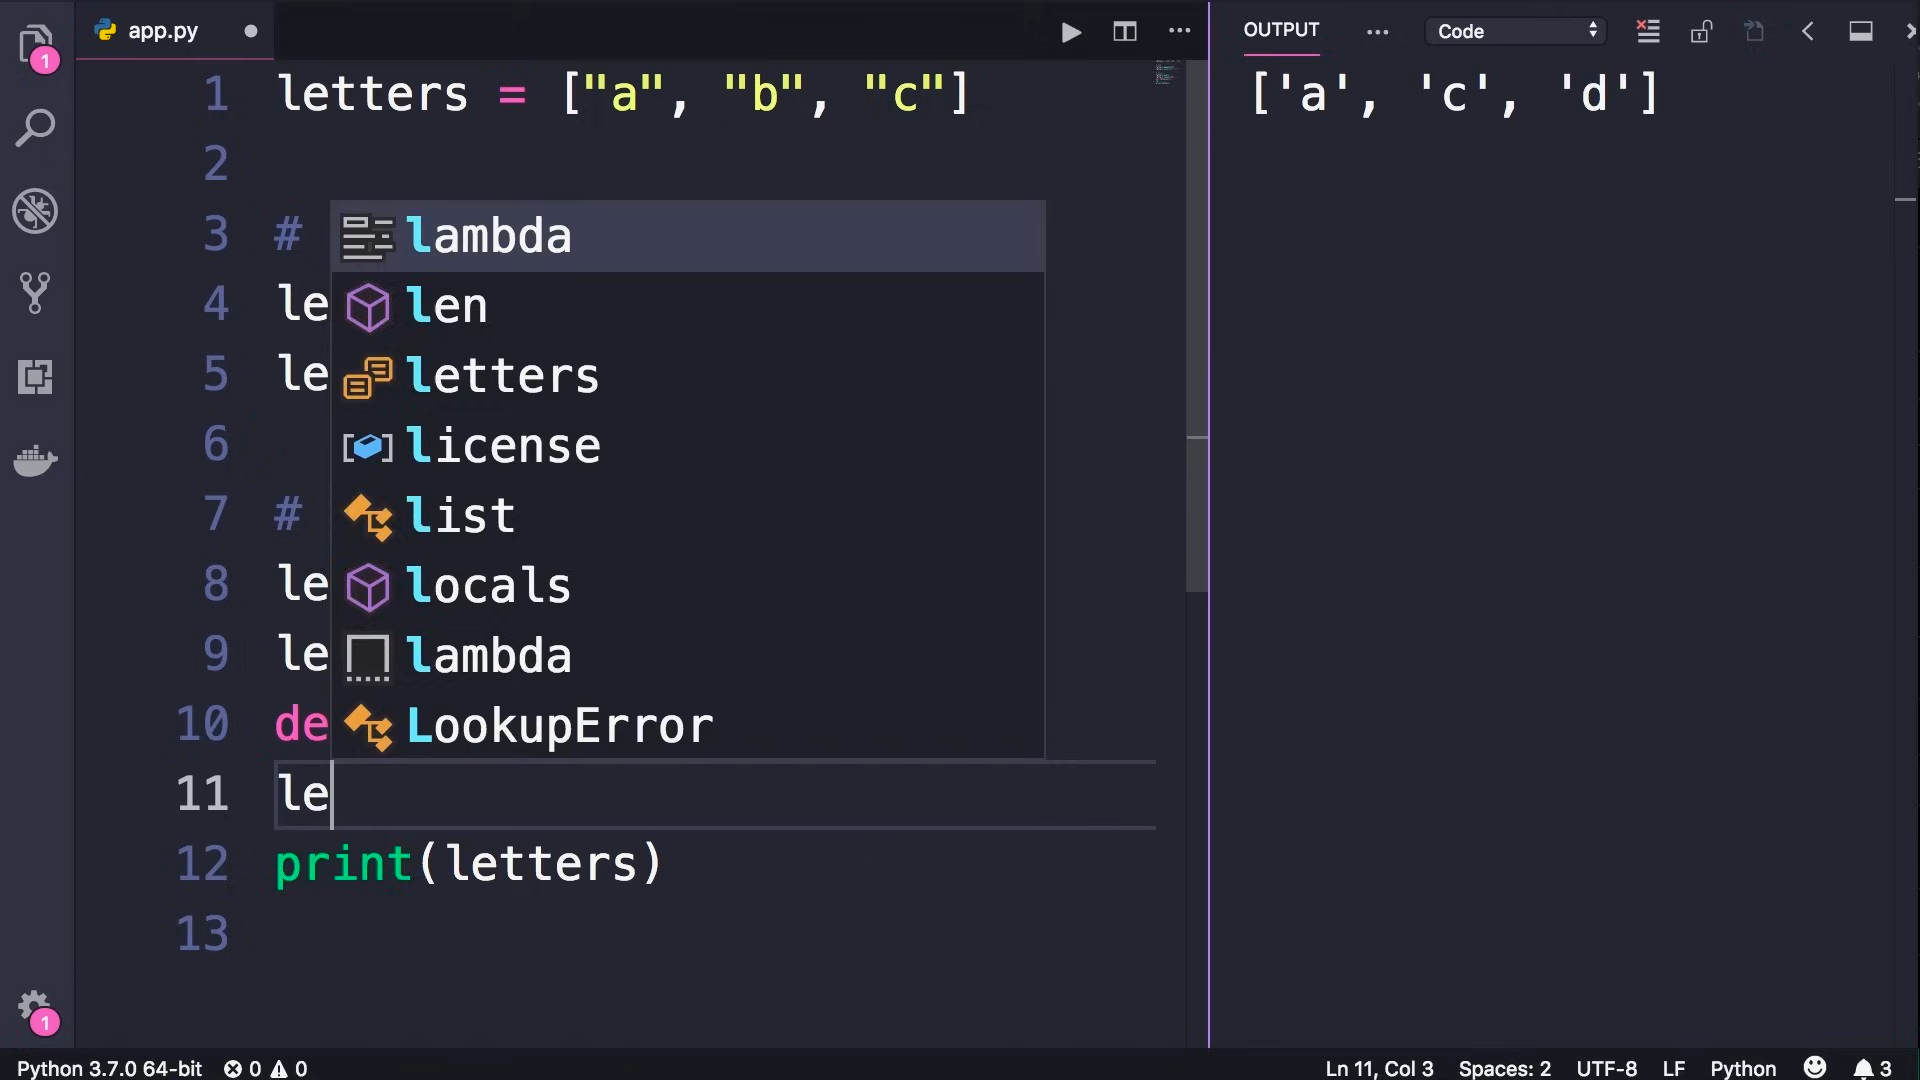 app.py
OUTPUT
Code
1
1 letters = ["a", "b", "c"]
['a', 'c', 'd']
2
3 #
lambda
4 le
len
5 le
letters
6
license
7 #
list
8 le
locals
9 le
lambda
10 de
LookupError
11 le
12 print(letters)
13
1
Python 3.7.0 64-bit 0 0
Ln 11, Col 3 Spaces: 2 UTF-8 LF Python 3